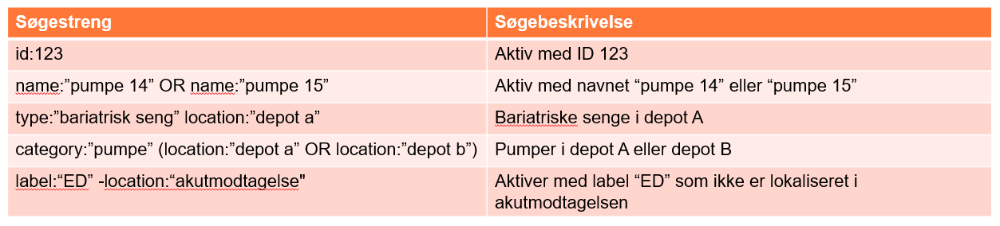 Søgestreng Søgebeskrivelse
id:123 Aktiv med ID 123
name:”pumpe 14” OR name:”pumpe 15” Aktiv med navnet “pumpe 14” eller “pumpe 15”
type:”bariatrisk seng” location:”depot a” Bariatriske senge i depot A
category:”pumpe” (location:”depot a” OR location:”depot b”) Pumper i depot A eller depot B
label:“ED” -location:“akutmodtagelse" Aktiver med label “ED” som ikke er lokaliseret i
akutmodtagelsen